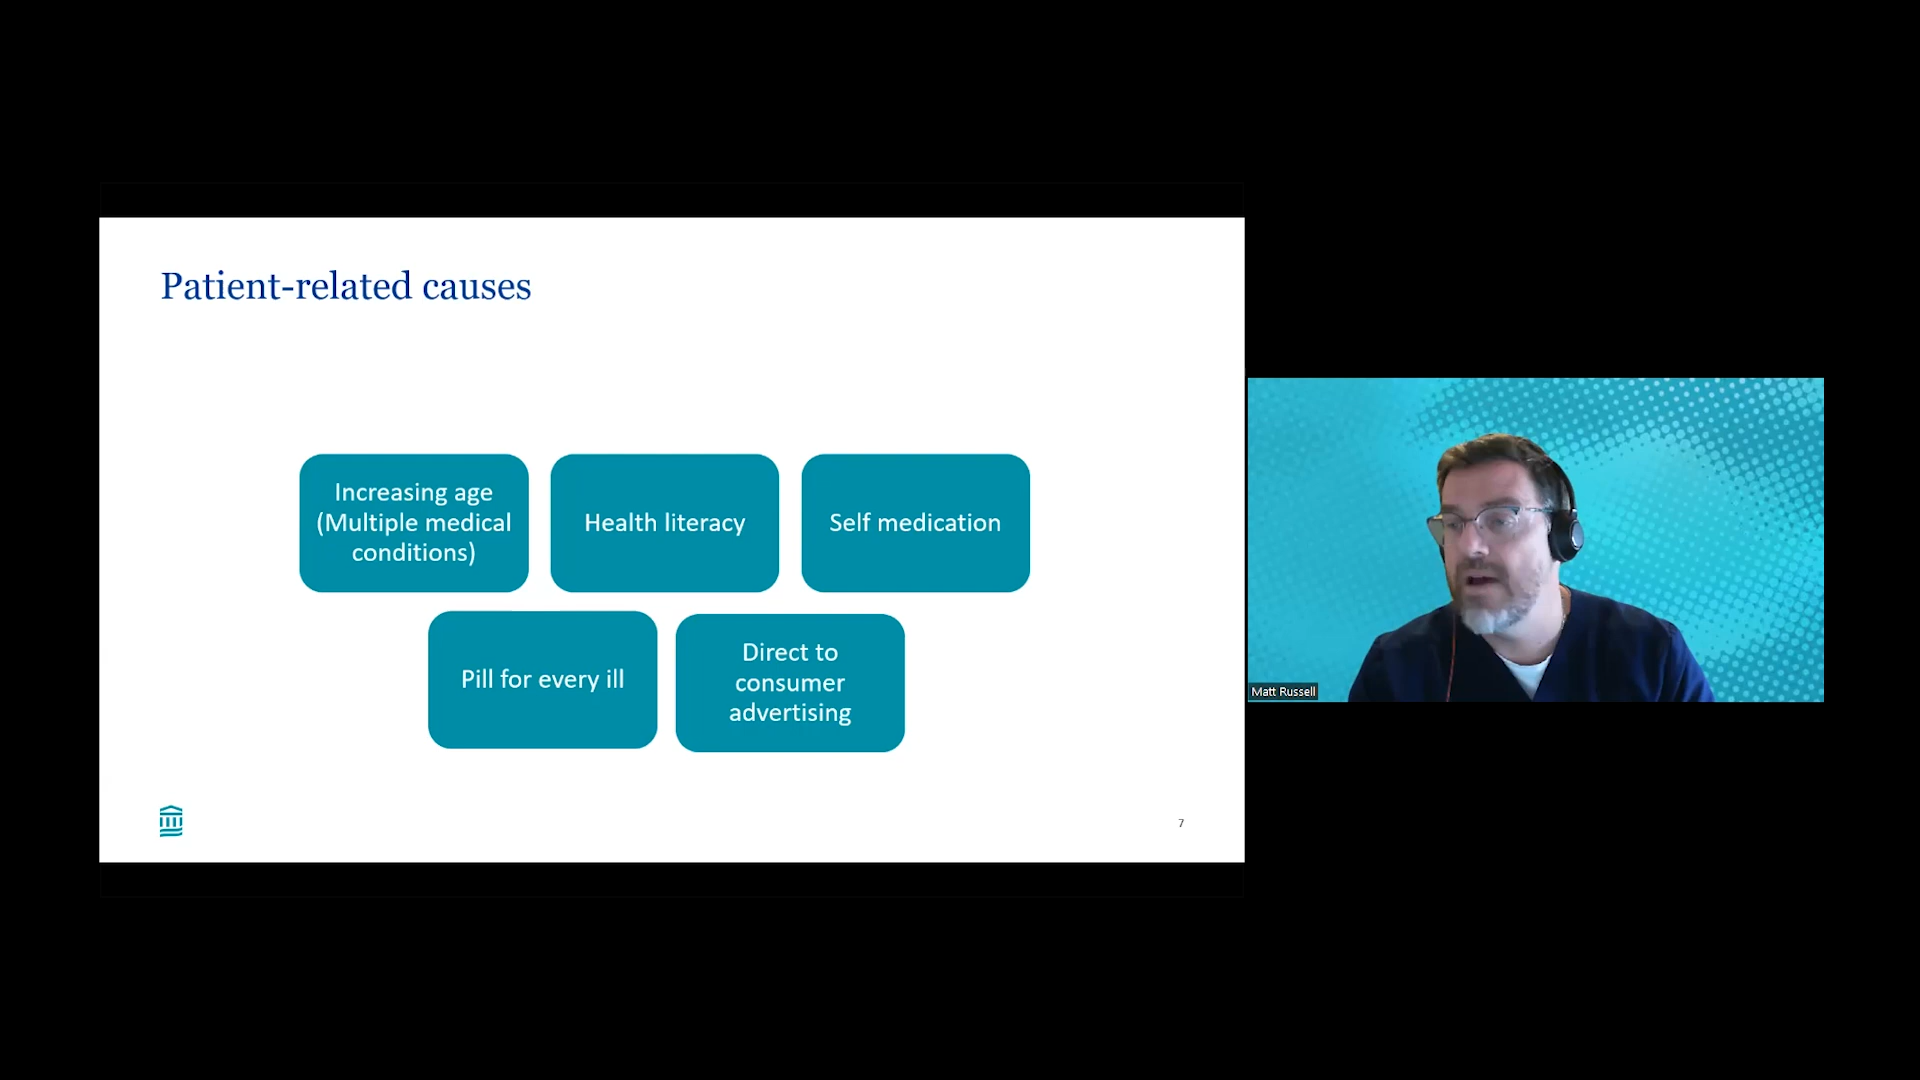 Patient-related causes
Increasing age
(Multiple medical
conditions)
Health literacy
Self medication
Pill for every ill
Direct to
consumer
advertising
7
Matt Russell